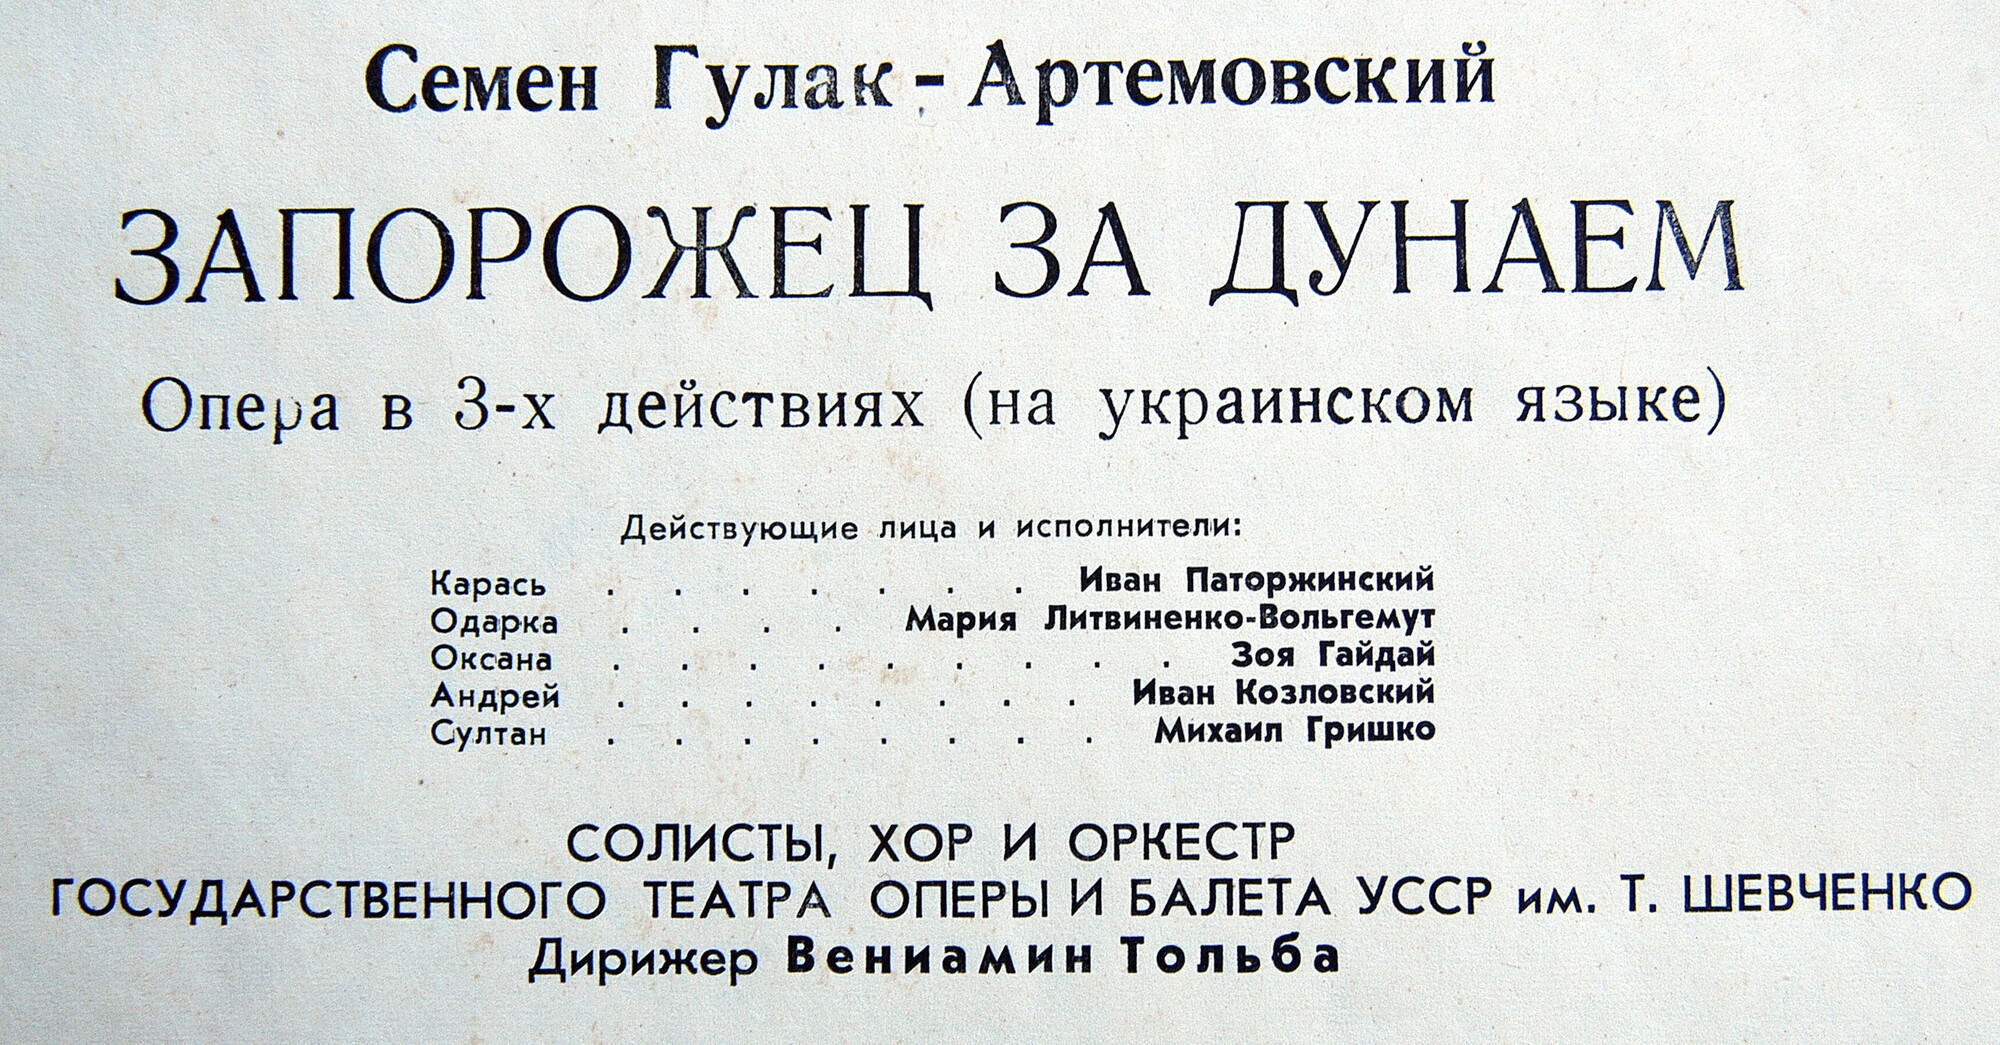 Семен Гулак-Артемовский
ЗАПОРОЖЕЦ ЗА ДУНАЕМ
Опера в 3-х действиях (на украинском языке)
Действующие лица и исполнители:
Карась . . . . . . . Иван Паторжинский
Одарка . . . . Мария Литвиненко-Вольгемут
Оксана . . . . . . . . . Зоя Гайдай
Андрей . . . . . . . . Иван Козловский
Султан . . . . . . . . Михаил Гришко
СОЛИСТЫ, ХОР И ОРКЕСТР
ГОСУДАРСТВЕННОГО ТЕАТРА ОПЕРЫ И БАЛЕТА УССР им. Т. ШЕВЧЕНКО
Дирижер Вениамин Тольба